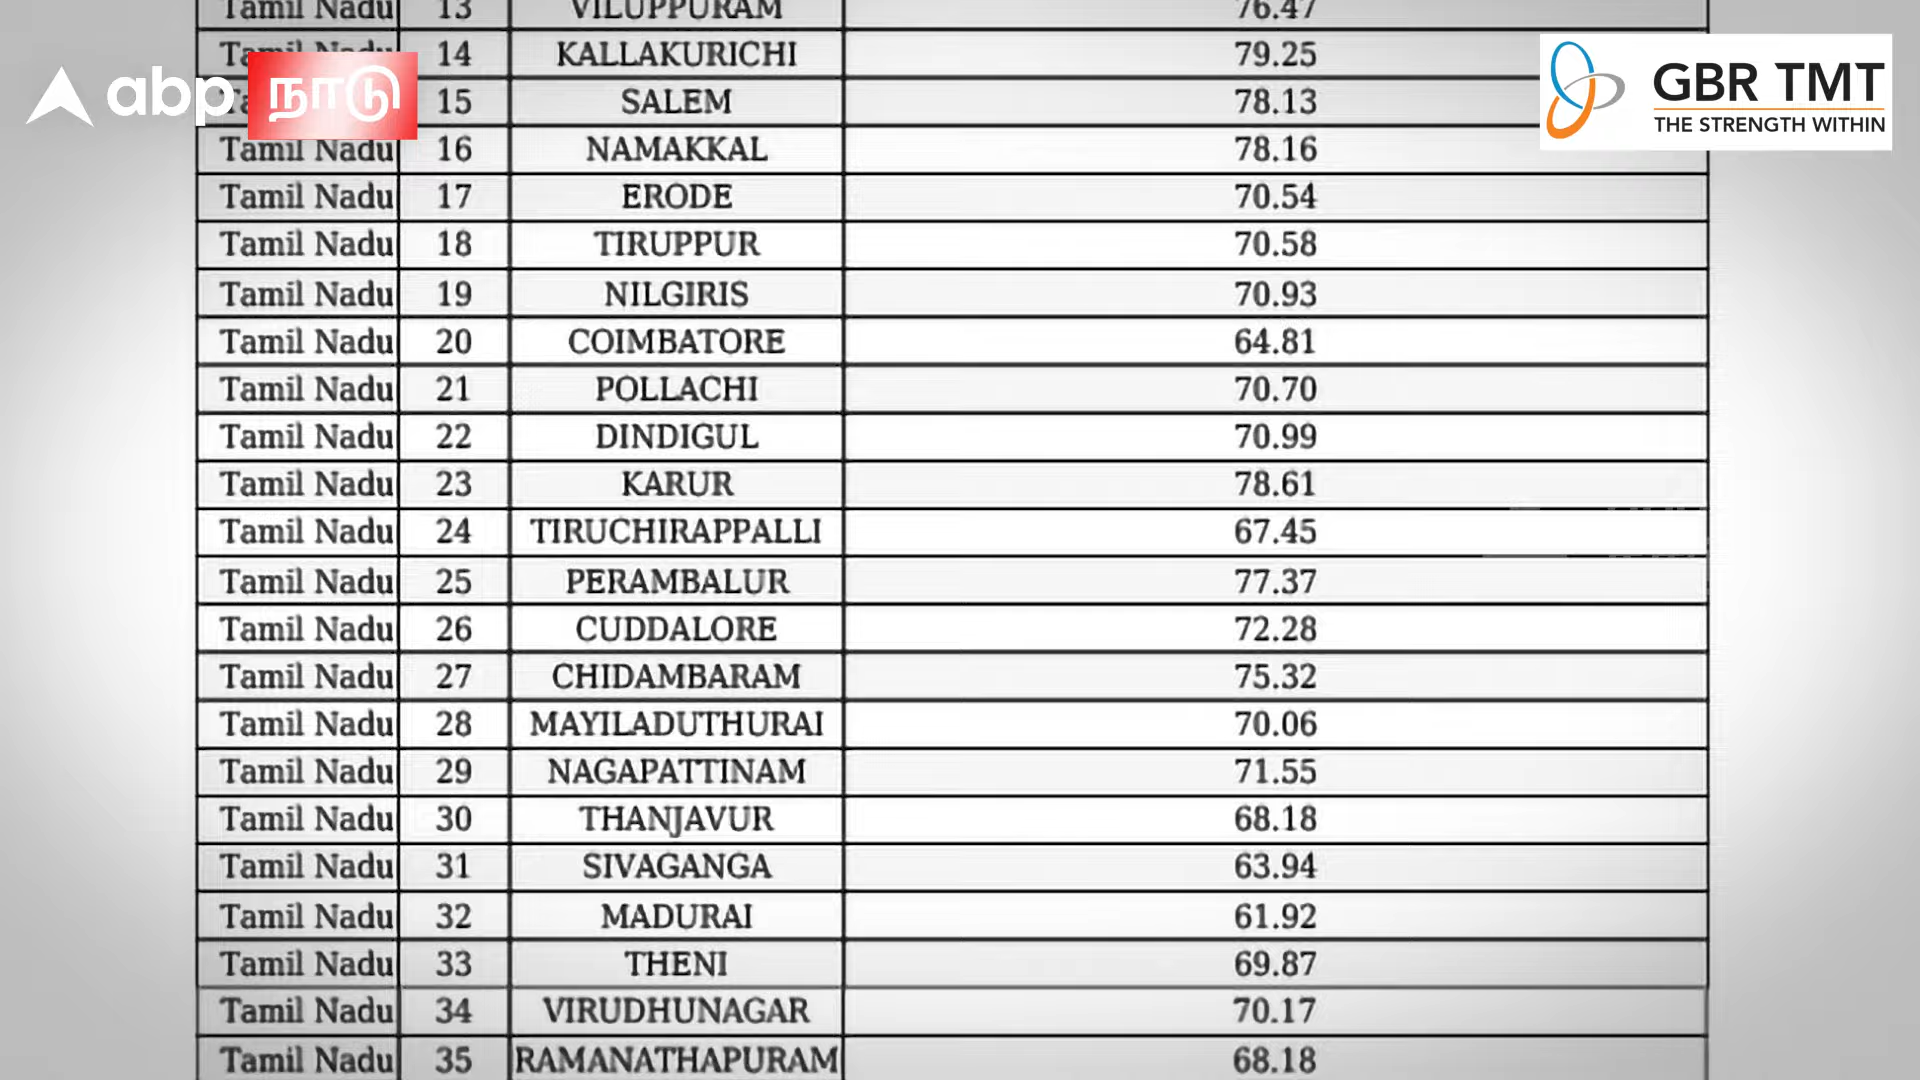 Tamil Nadu 13 VILUPPURAM 76.47
14 KALLAKURICHI 79.25
abp நாடு
GBR TMT
THE STRENGTH WITHIN
15 SALEM 78.13
Tamil Nadu 16 NAMAKKAL 78.16
Tamil Nadu 17 ERODE 70.54
Tamil Nadu 18 TIRUPPUR 70.58
Tamil Nadu 19 NILGIRIS 70.93
Tamil Nadu 20 COIMBATORE 64.81
Tamil Nadu 21 POLLACHI 70.70
Tamil Nadu 22 DINDIGUL 70.99
Tamil Nadu 23 KARUR 78.61
Tamil Nadu 24 TIRUCHIRAPPALLI 67.45
Tamil Nadu 25 PERAMBALUR 77.37
Tamil Nadu 26 CUDDALORE 72.28
Tamil Nadu 27 CHIDAMBARAM 75.32
Tamil Nadu 28 MAYILADUTHURAI 70.06
Tamil Nadu 29 NAGAPATTINAM 71.55
Tamil Nadu 30 THANJAVUR 68.18
Tamil Nadu 31 SIVAGANGA 63.94
Tamil Nadu 32 MADURAI 61.92
Tamil Nadu 33 THENI 69.87
Tamil Nadu 34 VIRUDHUNAGAR 70.17
Tamil Nadu 35 RAMANATHAPURAM 68.18